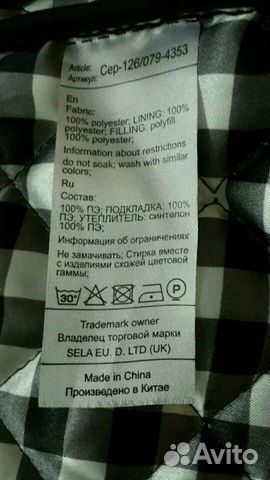 Article:
Артикул: Cep-126/079-4353
En
Fabric:
100% polyester; LINING: 100%
polyester; FILLING: polyfill
100% polyester;
Information about restrictions
do not soak; wash with similar
colors;
Ru
Состав:
100% ПЭ; ПОДКЛАДКА: 100%
ПЭ; УТЕПЛИТЕЛЬ: синтепон
100% ПЭ;
Информация об ограничениях
Не замачивать; Стирка вместе
с изделиями схожей цветовой
гаммы;
30° P
Trademark owner
Владелец торговой марки
SELA EU. D. LTD (UK)
Made in China
Произведено в Китае
Avito